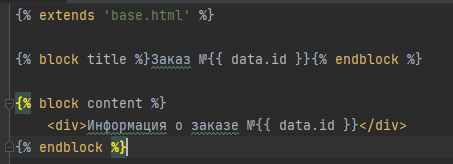 {% extends 'base.html' %}
{% block title %}Заказ №{{ data.id }}{% endblock %}
{% block content %}
<div>Информация о заказе №{{ data.id }}</div>
{% endblock %}